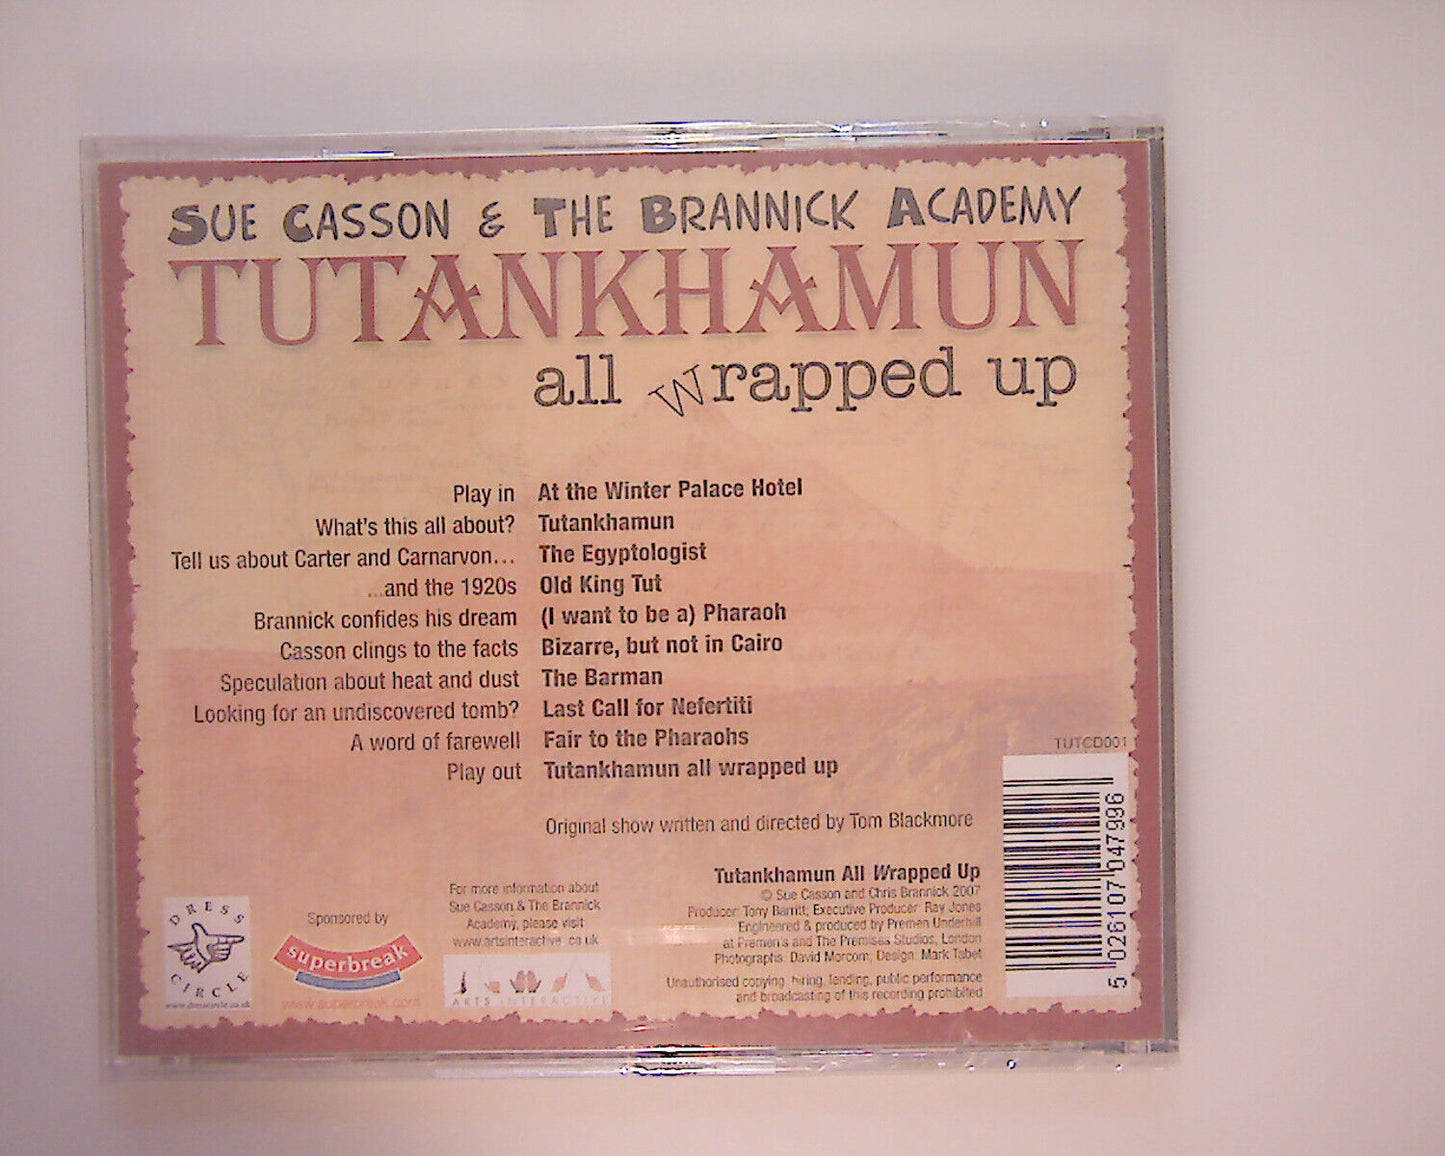 SUE CASSON & THE BRANNICK ACADEMY
TUTANKHAMUN
all wrapped up
Play in At the Winter Palace Hotel
What's this all about? Tutankhamun
Tell us about Carter and Carnarvon... The Egyptologist
...and the 1920s Old King Tut
Brannick confides his dream (I want to be a) Pharaoh
Casson clings to the facts Bizarre, but not in Cairo
Speculation about heat and dust The Barman
Looking for an undiscovered tomb? Last Call for Nefertiti
A word of farewell Fair to the Pharaohs
Play out Tutankhamun all wrapped up
TUTCD001
Original show written and directed by Tom Blackmore
Tutankhamun All Wrapped Up
© Sue Casson and Chris Brannick 2007
Producer: Tony Barritt; Executive Producer: Ray Jones
Engineered & produced by Premen Underhill
at Premen's and The Premises Studios, London
Photographs: David Morcom; Design: Mark Tabet
Unauthorised copying, hiring, lending, public performance
and broadcasting of this recording prohibited
5 026107 047996
For more information about
Sue Casson & The Brannick
Academy, please visit
www.artsinteractive.co.uk
ARTS INTERACTIVE
Sponsored by
superbreak
www.superbreak.com
DRESS
CIRCLE
www.dresscircle.co.uk